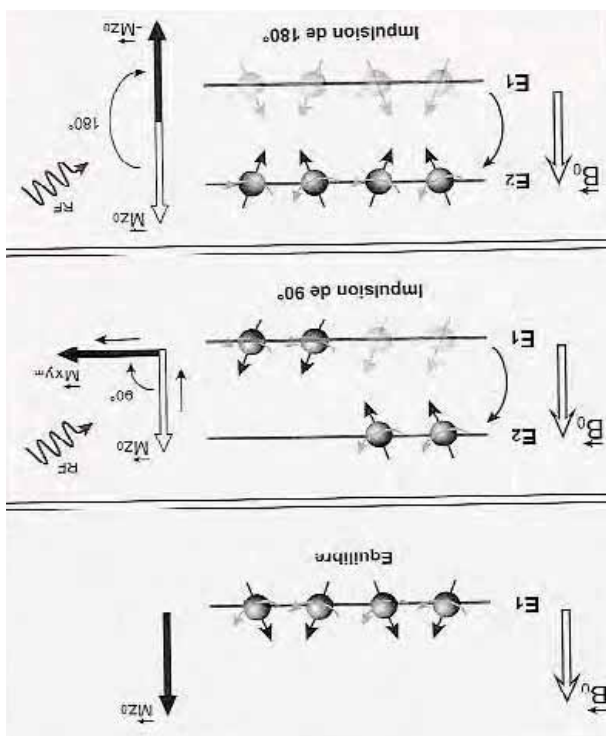 B₀
Mz₀
E1
Equilibre
B₀
Mz₀
RF
E2
90°
Mxyₘ
E1
Impulsion de 90°
B₀
Mz₀
RF
E2
180°
E1
-Mz₀
Impulsion de 180°